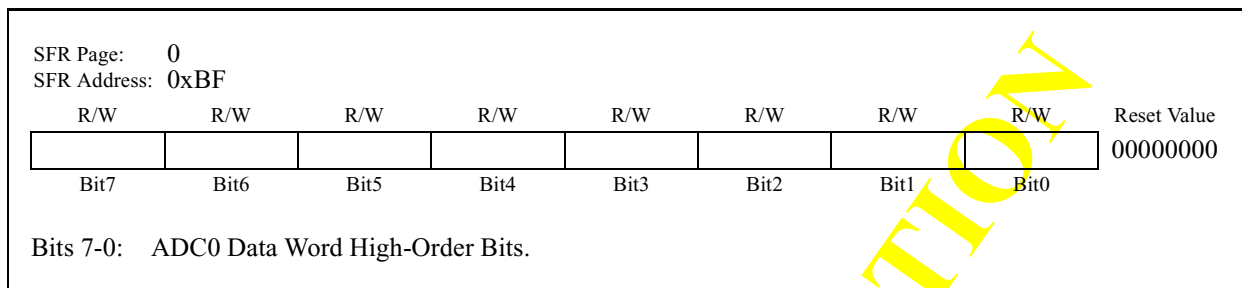 SFR Page: 0
SFR Address: 0xBF
R/W R/W R/W R/W R/W R/W R/W R/W Reset Value
00000000
Bit7 Bit6 Bit5 Bit4 Bit3 Bit2 Bit1 Bit0
Bits 7-0: ADC0 Data Word High-Order Bits.
TION